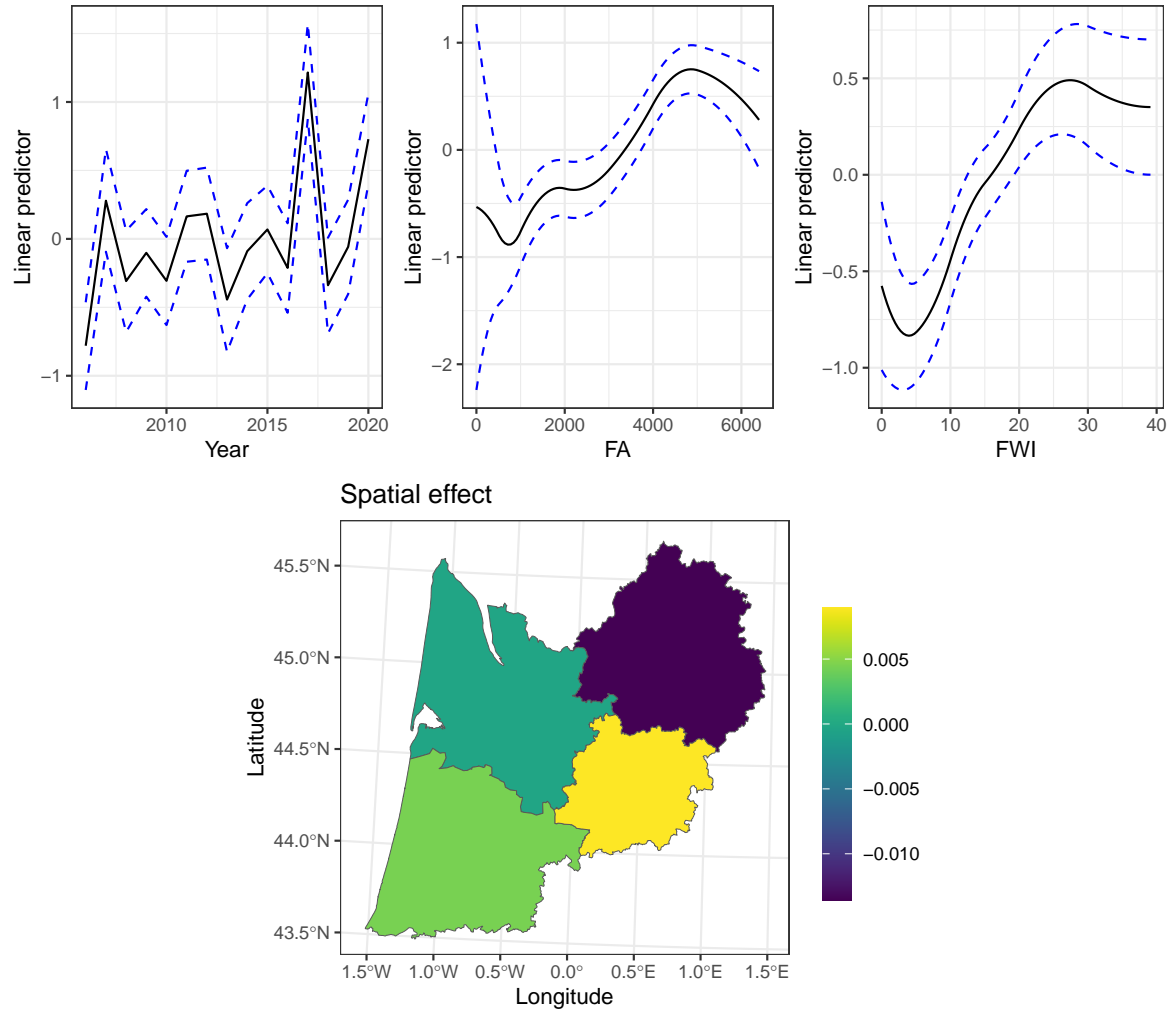 Linear predictor
1
0
−1
2010
2015
2020
Year
Linear predictor
1
0
−1
−2
0
2000
4000
6000
FA
Linear predictor
0.5
0.0
−0.5
−1.0
0
10
20
30
40
FWI
Spatial effect
Latitude
45.5°N
45.0°N
44.5°N
44.0°N
43.5°N
1.5°W
1.0°W
0.5°W
0.0°
0.5°E
1.0°E
1.5°E
Longitude
0.005
0.000
−0.005
−0.010